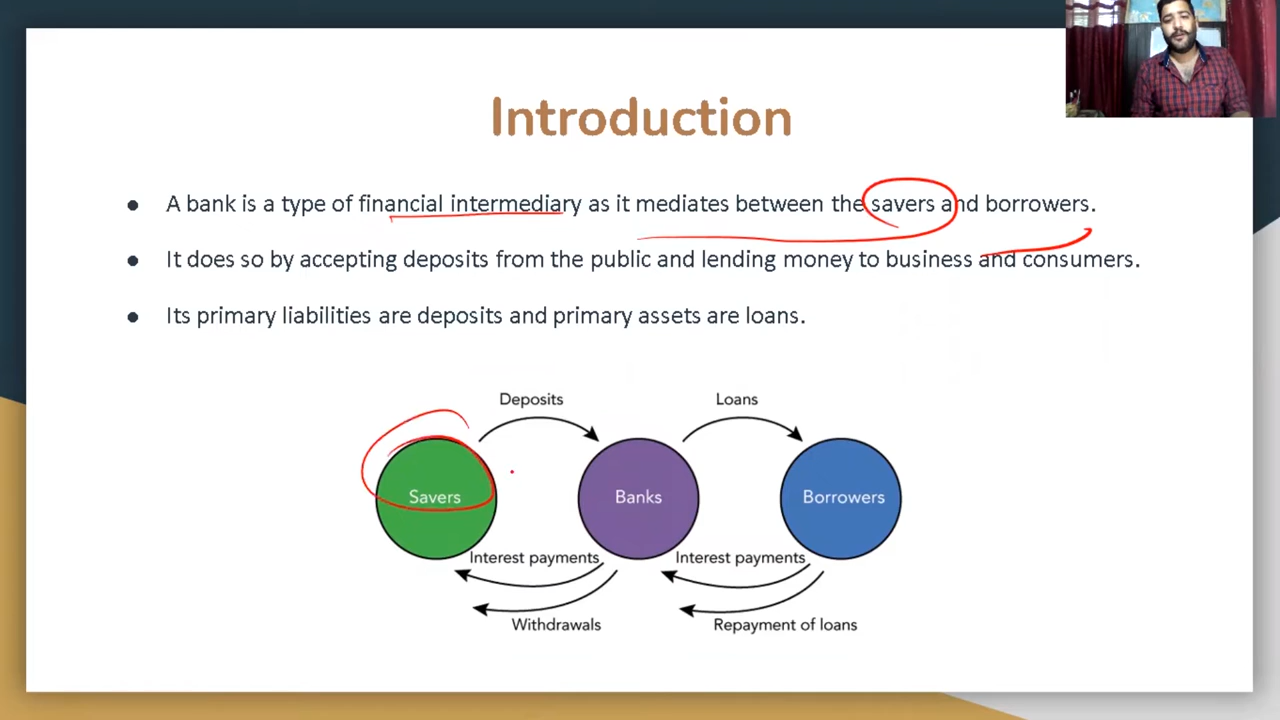 Introduction
● A bank is a type of financial intermediary as it mediates between the savers and borrowers.
● It does so by accepting deposits from the public and lending money to business and consumers.
● Its primary liabilities are deposits and primary assets are loans.
Deposits
Loans
Savers
Banks
Borrowers
Interest payments
Interest payments
Withdrawals
Repayment of loans